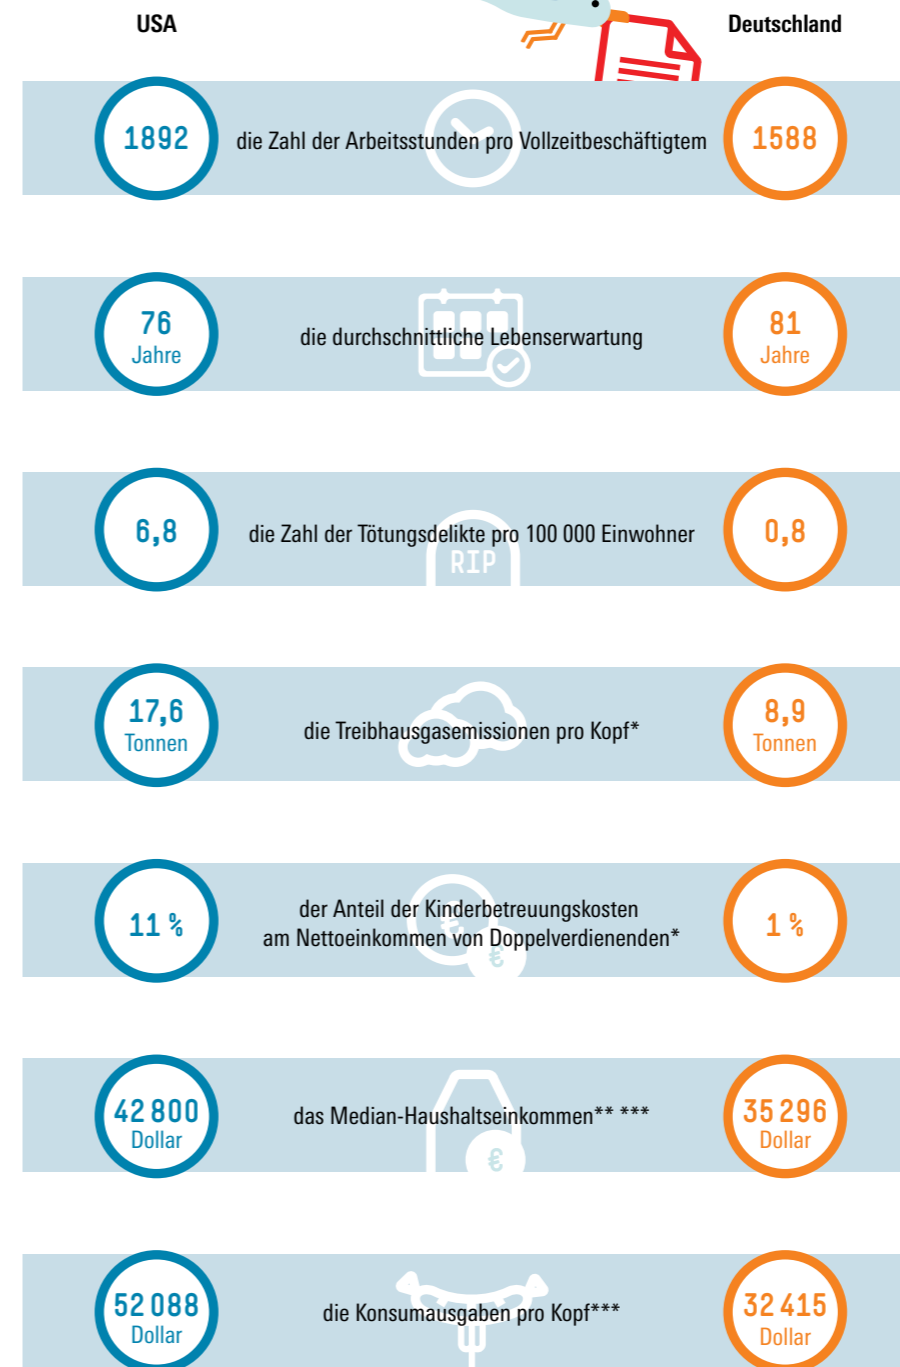 USA
Deutschland
1892
die Zahl der Arbeitsstunden pro Vollzeitbeschäftigtem
1588
76
Jahre
die durchschnittliche Lebenserwartung
81
Jahre
6,8
die Zahl der Tötungsdelikte pro 100 000 Einwohner
RIP
0,8
17,6
Tonnen
die Treibhausgasemissionen pro Kopf*
8,9
Tonnen
11 %
der Anteil der Kinderbetreuungskosten
am Nettoeinkommen von Doppelverdienenden*
€
€
1 %
42 800
Dollar
das Median-Haushaltseinkommen** ***
€
35 296
Dollar
52 088
Dollar
die Konsumausgaben pro Kopf***
32 415
Dollar